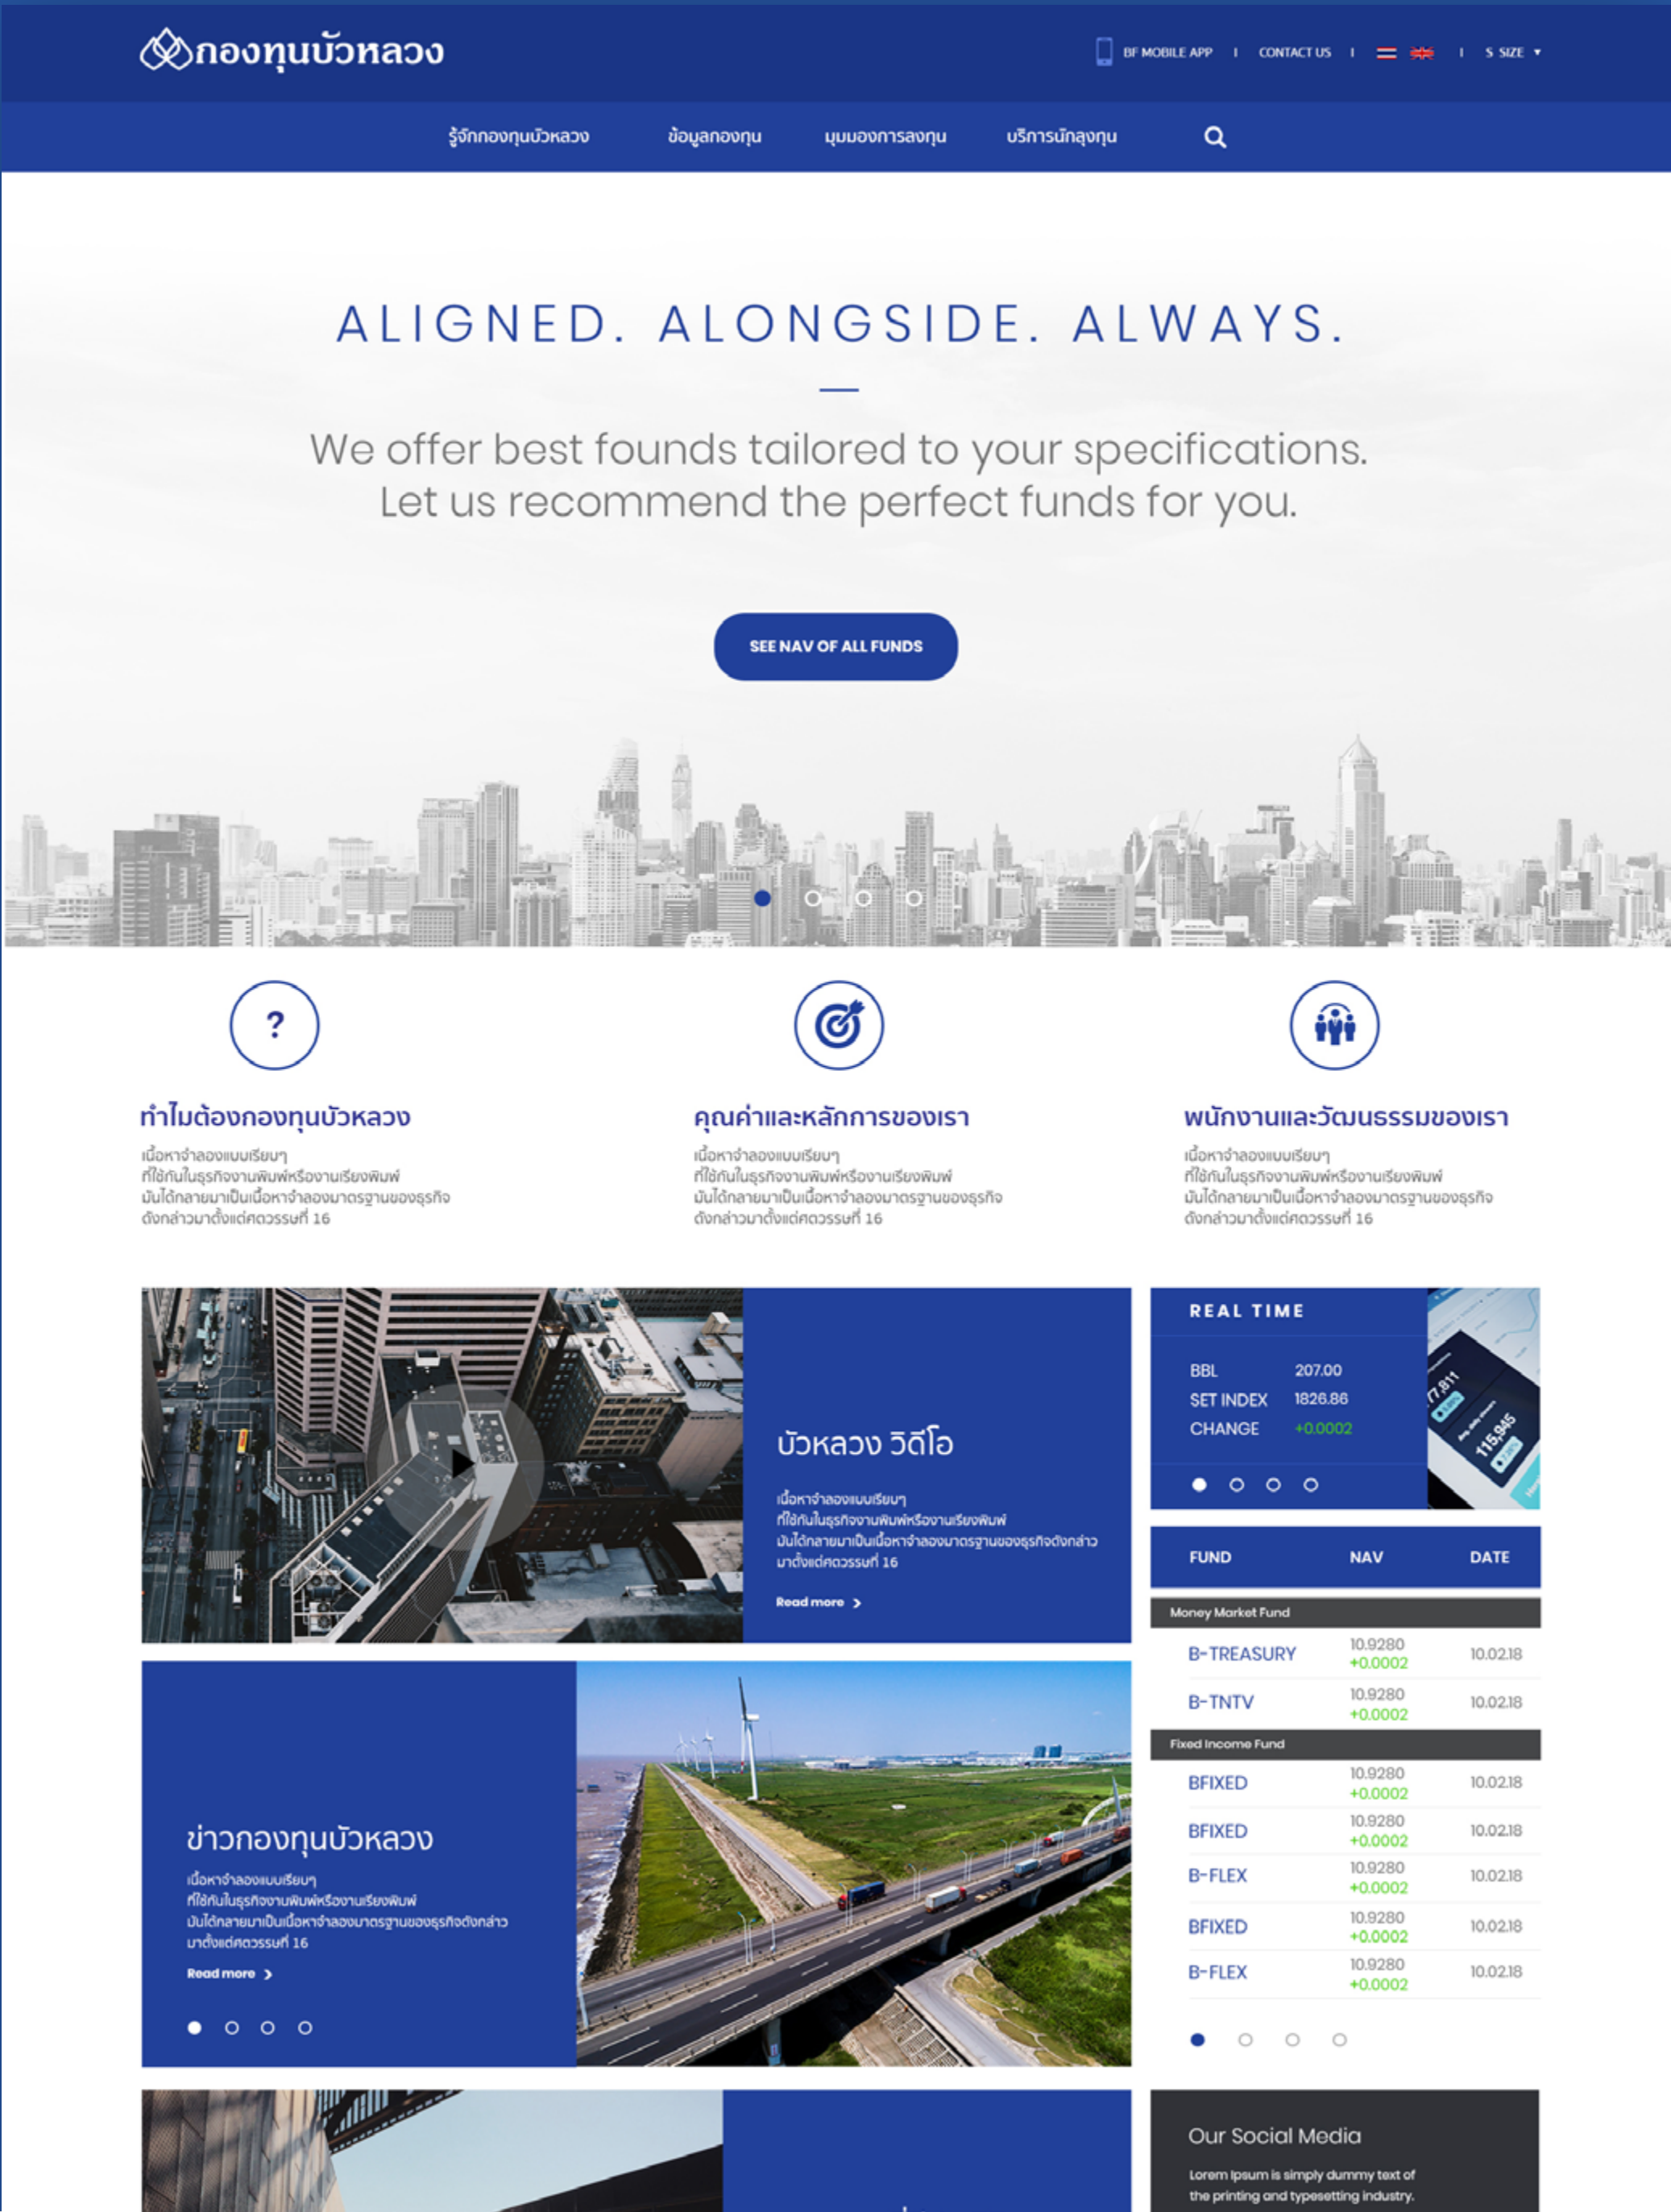 กองทุนบัวหลวง
BF MOBILE APP | CONTACT US | | S SIZE ▼
รู้จักกองทุนบัวหลวง ข้อมูลกองทุน มุมมองการลงทุน บริการนักลงทุน
ALIGNED. ALONGSIDE. ALWAYS.
We offer best founds tailored to your specifications.
Let us recommend the perfect funds for you.
SEE NAV OF ALL FUNDS
?
ทำไมต้องกองทุนบัวหลวง
เนื้อหาจำลองแบบเรียบๆ
ที่ใช้กันในธุรกิจงานพิมพ์หรืองานเรียงพิมพ์
มันได้กลายมาเป็นเนื้อหาจำลองมาตรฐานของธุรกิจ
ดังกล่าวมาตั้งแต่ศตวรรษที่ 16
คุณค่าและหลักการของเรา
เนื้อหาจำลองแบบเรียบๆ
ที่ใช้กันในธุรกิจงานพิมพ์หรืองานเรียงพิมพ์
มันได้กลายมาเป็นเนื้อหาจำลองมาตรฐานของธุรกิจ
ดังกล่าวมาตั้งแต่ศตวรรษที่ 16
พนักงานและวัฒนธรรมของเรา
เนื้อหาจำลองแบบเรียบๆ
ที่ใช้กันในธุรกิจงานพิมพ์หรืองานเรียงพิมพ์
มันได้กลายมาเป็นเนื้อหาจำลองมาตรฐานของธุรกิจ
ดังกล่าวมาตั้งแต่ศตวรรษที่ 16
บัวหลวง วิดีโอ
เนื้อหาจำลองแบบเรียบๆ
ที่ใช้กันในธุรกิจงานพิมพ์หรืองานเรียงพิมพ์
มันได้กลายมาเป็นเนื้อหาจำลองมาตรฐานของธุรกิจดังกล่าว
มาตั้งแต่ศตวรรษที่ 16
Read more
ข่าวกองทุนบัวหลวง
เนื้อหาจำลองแบบเรียบๆ
ที่ใช้กันในธุรกิจงานพิมพ์หรืองานเรียงพิมพ์
มันได้กลายมาเป็นเนื้อหาจำลองมาตรฐานของธุรกิจดังกล่าว
มาตั้งแต่ศตวรรษที่ 16
Read more
REAL TIME
BBL 207.00
SET INDEX 1826.86
CHANGE +0.0002
77,811
115,945
FUND NAV DATE
Money Market Fund
B-TREASURY 10.9280 10.02.18
+0.0002
B-TNTV 10.9280 10.02.18
+0.0002
Fixed Income Fund
BFIXED 10.9280 10.02.18
+0.0002
BFIXED 10.9280 10.02.18
+0.0002
B-FLEX 10.9280 10.02.18
+0.0002
BFIXED 10.9280 10.02.18
+0.0002
B-FLEX 10.9280 10.02.18
+0.0002
Our Social Media
Lorem Ipsum is simply dummy text of
the printing and typesetting industry.